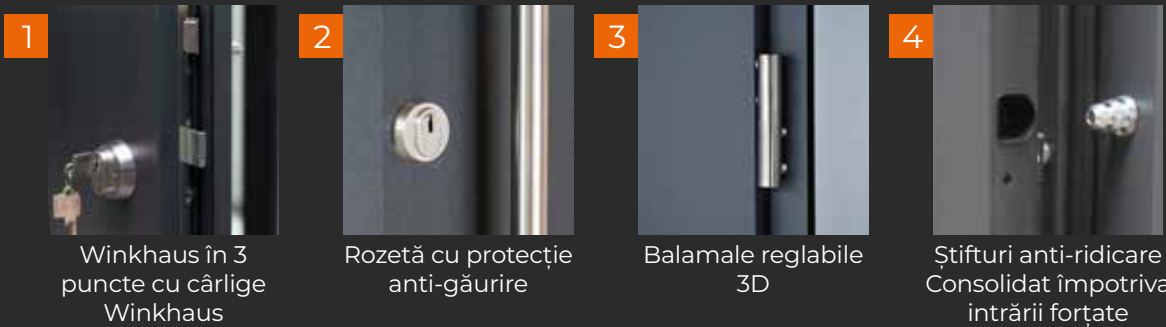 1
Winkhaus în 3
puncte cu cârlige
Winkhaus
2
Rozetă cu protecție
anti-găurire
3
Balamale reglabile
3D
4
Știfturi anti-ridicare
Consolidat împotriva
intrării forțate